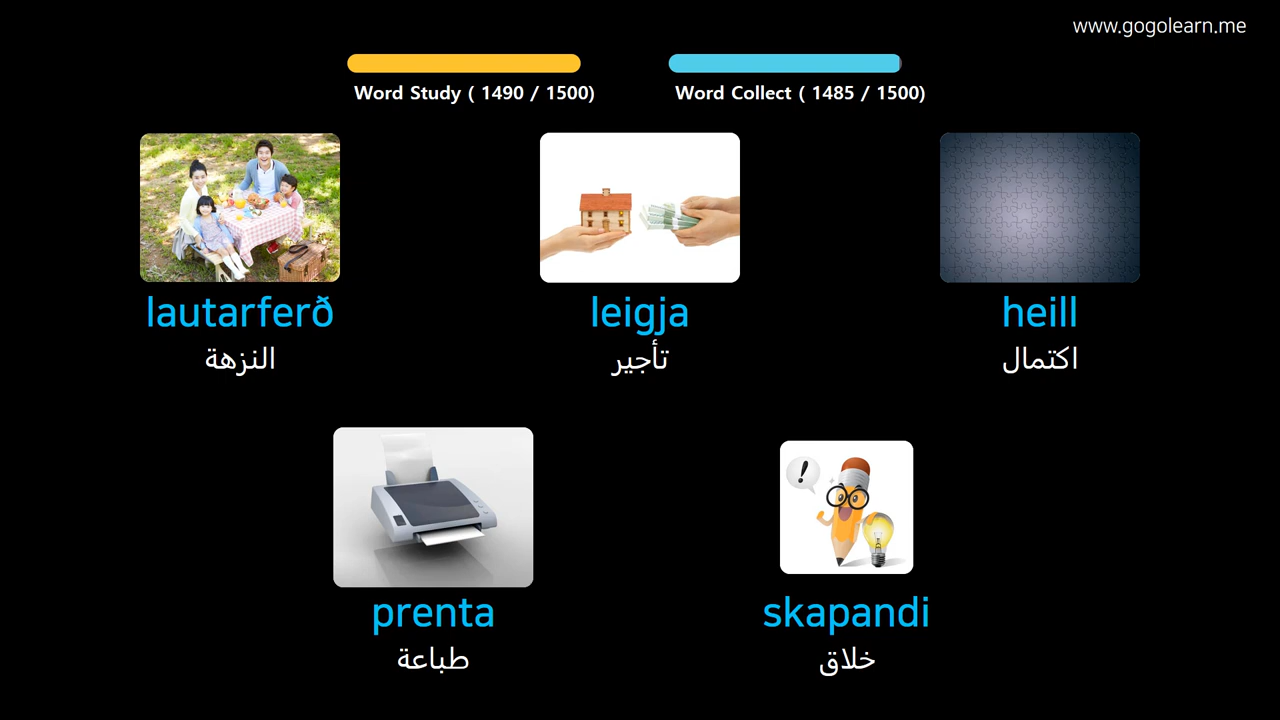 www.gogolearn.me
Word Study ( 1490 / 1500)
Word Collect ( 1485 / 1500)
lautarferð
النزهة
leigja
تأجير
heill
اكتمال
prenta
طباعة
skapandi
خلاق